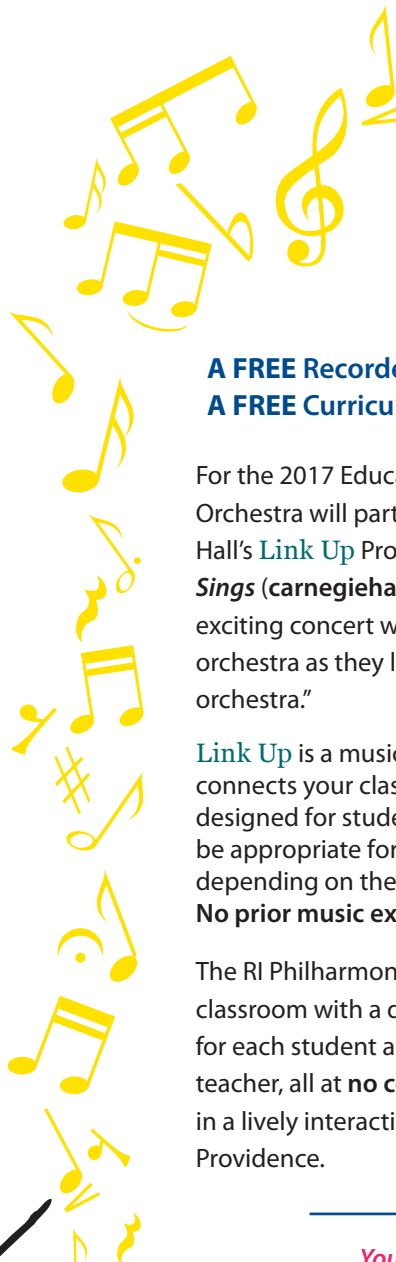 A FREE Recorde
A FREE Curricul
For the 2017 Educa
Orchestra will part
Hall's Link Up Pro
Sings (carnegieha
exciting concert w
orchestra as they l
orchestra."
Link Up is a music
connects your clas
designed for stude
be appropriate for
depending on the
No prior music ex
The RI Philharmon
classroom with a c
for each student a
teacher, all at no c
in a lively interacti
Providence.
You